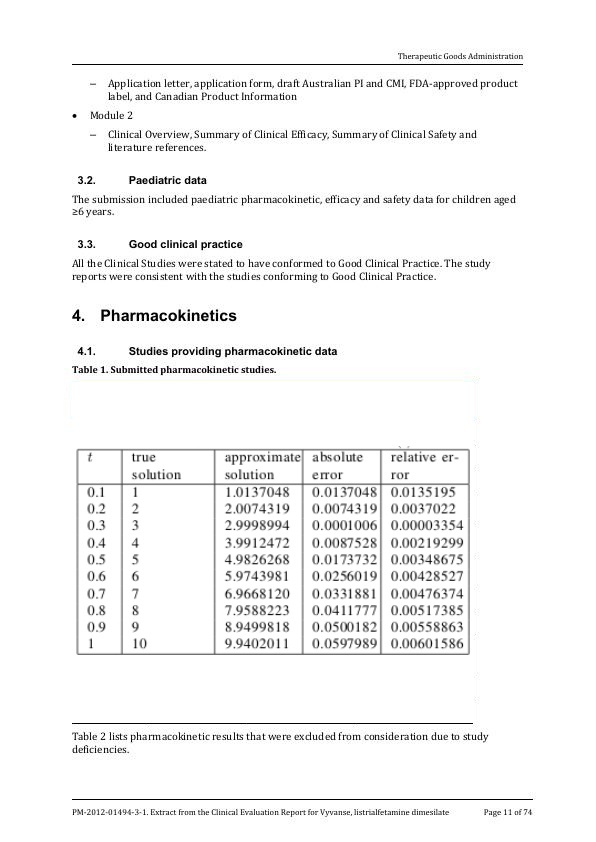 Therapeutic Goods Administration
– Application letter, application form, draft Australian PI and CMI, FDA-approved product
label, and Canadian Product Information
• Module 2
– Clinical Overview, Summary of Clinical Efficacy, Summary of Clinical Safety and
literature references.
3.2. Paediatric data
The submission included paediatric pharmacokinetic, efficacy and safety data for children aged
≥6 years.
3.3. Good clinical practice
All the Clinical Studies were stated to have conformed to Good Clinical Practice. The study
reports were consistent with the studies conforming to Good Clinical Practice.
4. Pharmacokinetics
4.1. Studies providing pharmacokinetic data
Table 1. Submitted pharmacokinetic studies.
t true approximate absolute relative er-
solution solution error ror
0.1 1 1.0137048 0.0137048 0.0135195
0.2 2 2.0074319 0.0074319 0.0037022
0.3 3 2.9998994 0.0001006 0.00003354
0.4 4 3.9912472 0.0087528 0.00219299
0.5 5 4.9826268 0.0173732 0.00348675
0.6 6 5.9743981 0.0256019 0.00428527
0.7 7 6.9668120 0.0331881 0.00476374
0.8 8 7.9588223 0.0411777 0.00517385
0.9 9 8.9499818 0.0500182 0.00558863
1 10 9.9402011 0.0597989 0.00601586
Table 2 lists pharmacokinetic results that were excluded from consideration due to study
deficiencies.
PM-2012-01494-3-1. Extract from the Clinical Evaluation Report for Vyvanse, listrialfetamine dimesilate Page 11 of 74